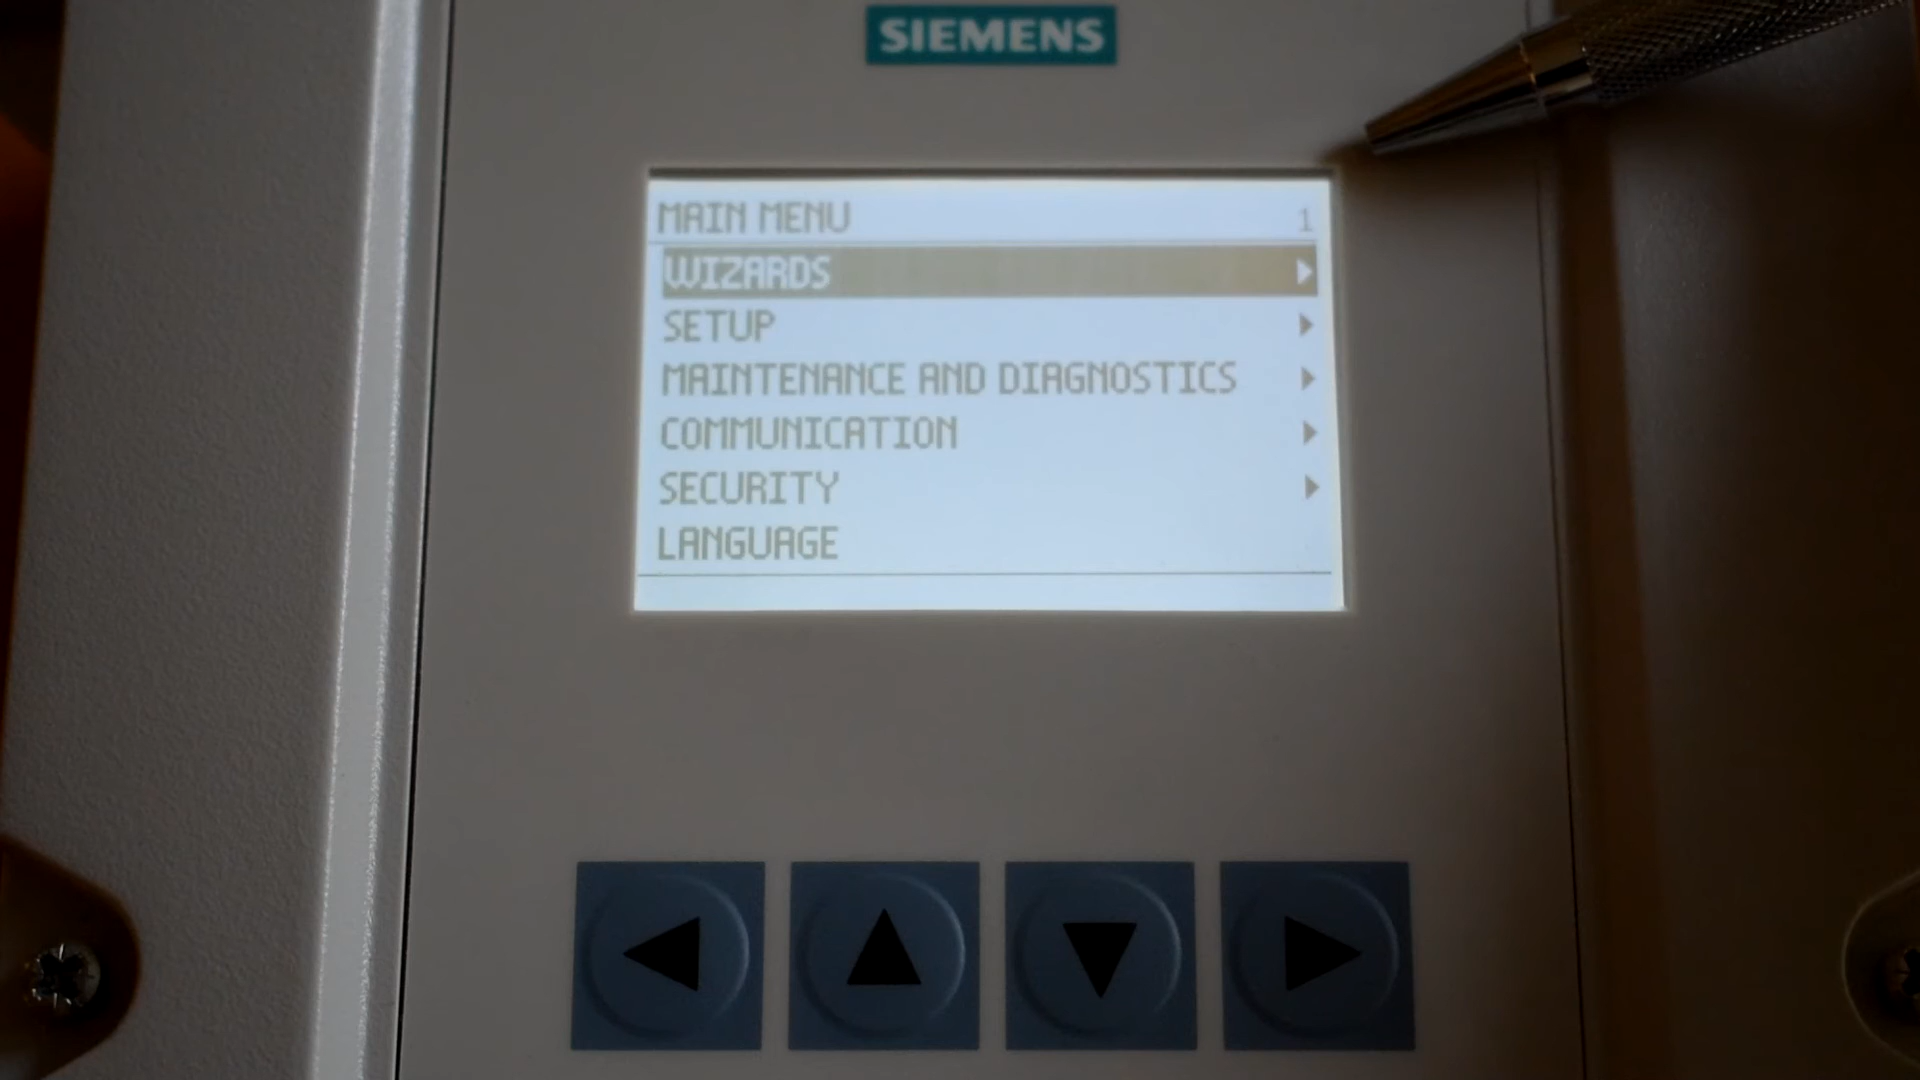 SIEMENS
MAIN MENU 1
WIZARDS
SETUP
MAINTENANCE AND DIAGNOSTICS
COMMUNICATION
SECURITY
LANGUAGE